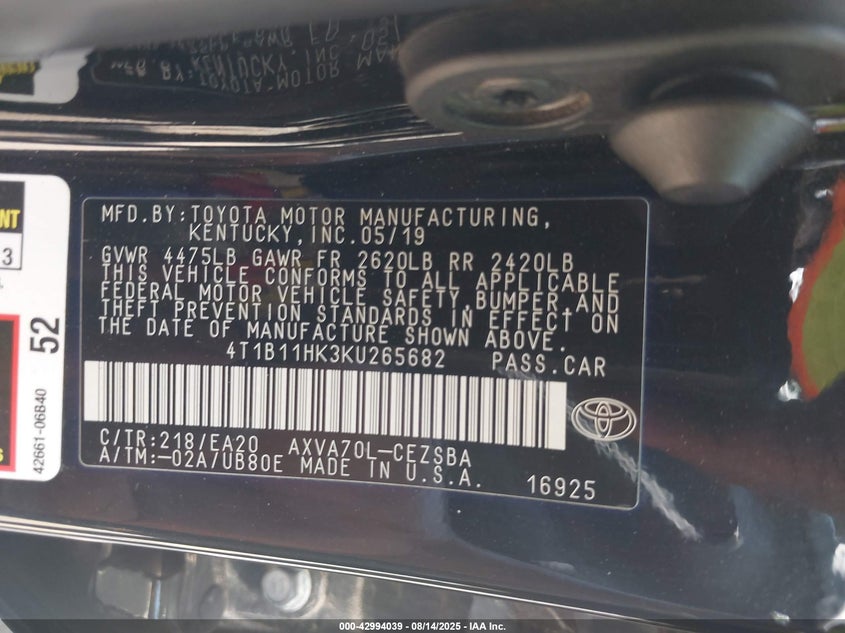 MFD.BY:TOYOTA MOTOR MANUFACTURING,
KENTUCKY,INC.05/19
GVWR 4475LB GAWR FR 2620LB RR 2420LB
THIS VEHICLE CONFORMS TO ALL APPLICABLE
FEDERAL MOTOR VEHICLE SAFETY,BUMPER,AND
THEFT PREVENTION STANDARDS IN EFFECT ON
THE DATE OF MANUFACTURE SHOWN ABOVE.
4T1B11HK3KU265682 PASS.CAR
C/TR:218/EA20 AXVA70L-CEZSBA
A/TM:-02A/UB80E MADE IN U.S.A.
16925
52
42661-06B40
3
000-42994039 - 08/14/2025 - IAA Inc.